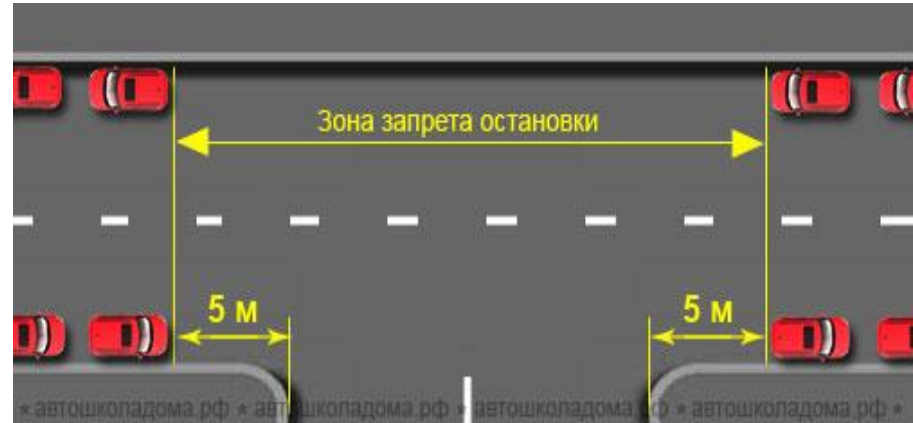 Зона запрета остановки
5 м 5 м
* автошколадома.рф * автошколадома.рф * автошколадома.рф * автошколадома.рф *